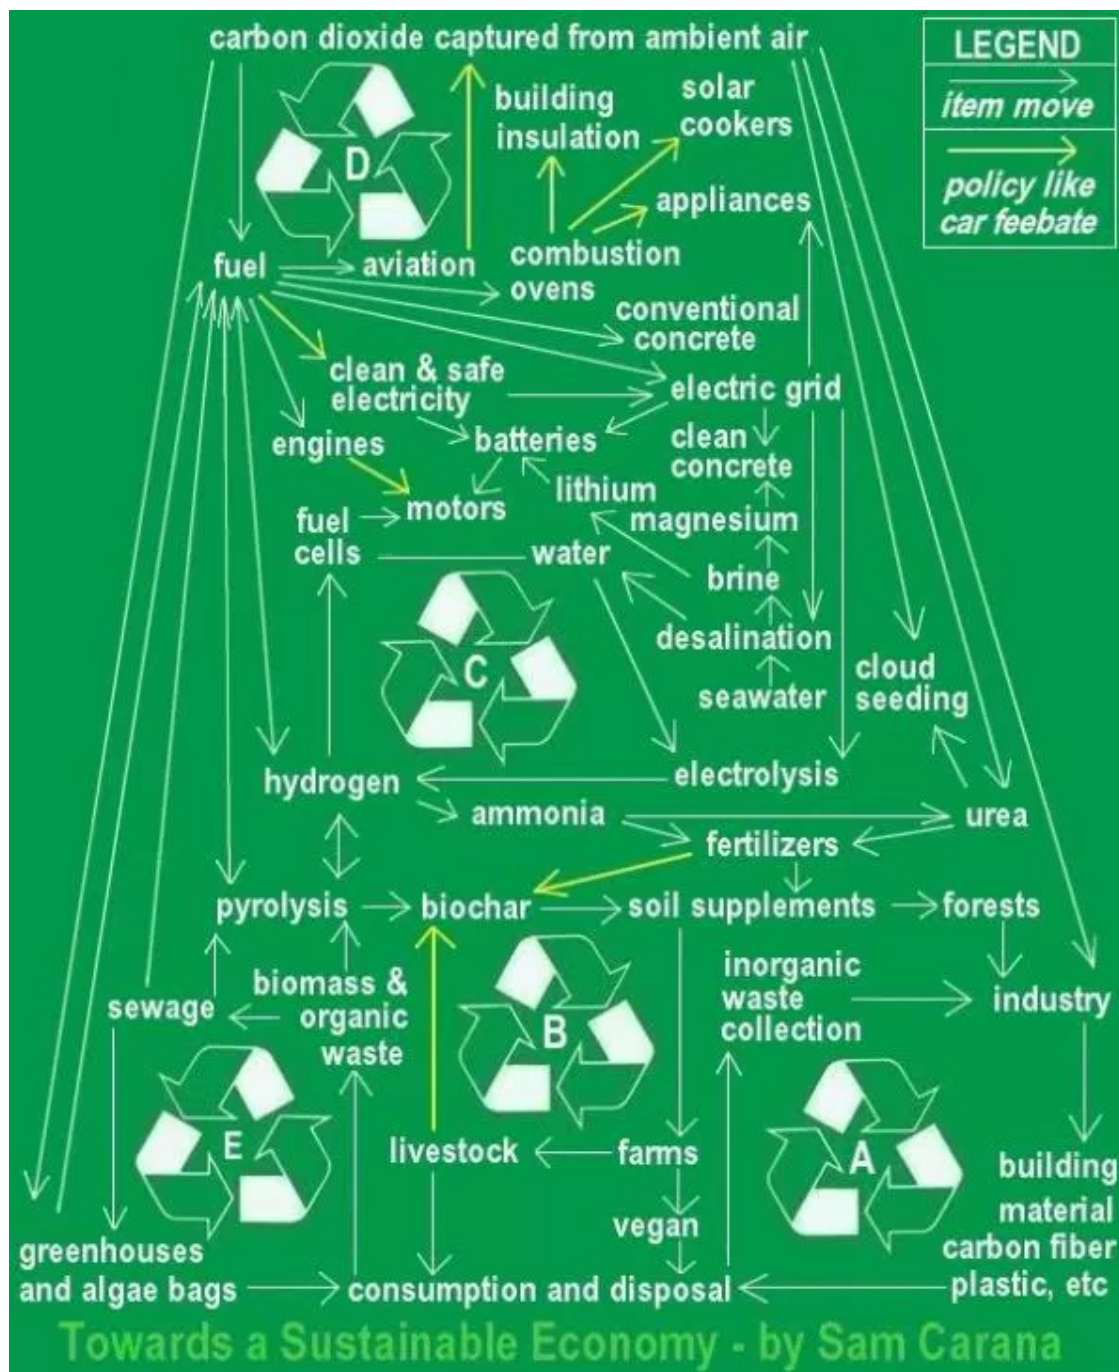 carbon dioxide captured from ambient air
LEGEND
item move
policy like
car feebate
building
insulation
solar
cookers
D
appliances
fuel
aviation
combustion
ovens
conventional
concrete
clean & safe
electricity
electric grid
engines
batteries
clean
concrete
lithium
motors
magnesium
fuel
cells
water
brine
desalination
C
cloud
seeding
seawater
hydrogen
electrolysis
ammonia
urea
fertilizers
pyrolysis
biochar
soil supplements
forests
inorganic
waste
collection
biomass &
organic
waste
sewage
industry
B
E
livestock
farms
A
building
material
carbon fiber
plastic, etc
vegan
greenhouses
and algae bags
consumption and disposal
Towards a Sustainable Economy - by Sam Carana